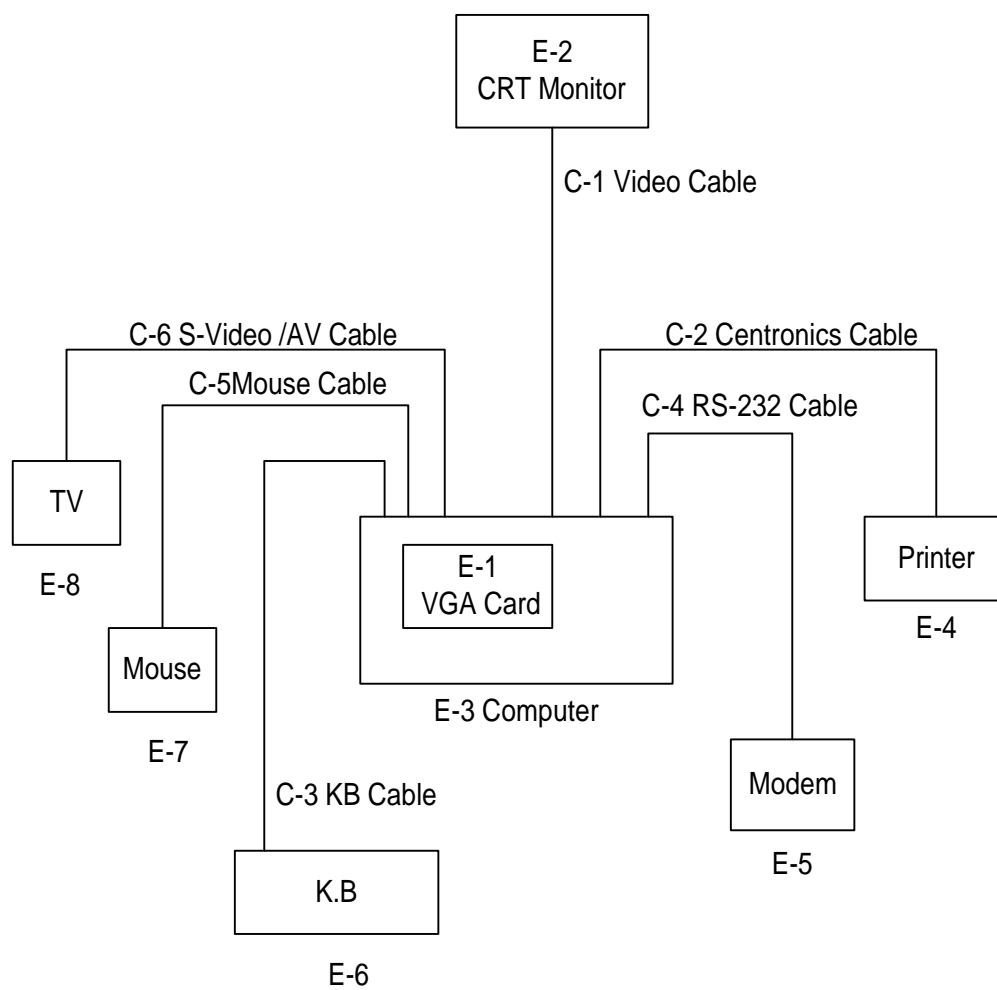 E-2
CRT Monitor
C-1 Video Cable
C-6 S-Video /AV Cable
C-2 Centronics Cable
C-5Mouse Cable
C-4 RS-232 Cable
TV
E-8
E-1
VGA Card
Printer
E-4
Mouse
E-7
E-3 Computer
C-3 KB Cable
Modem
E-5
K.B
E-6